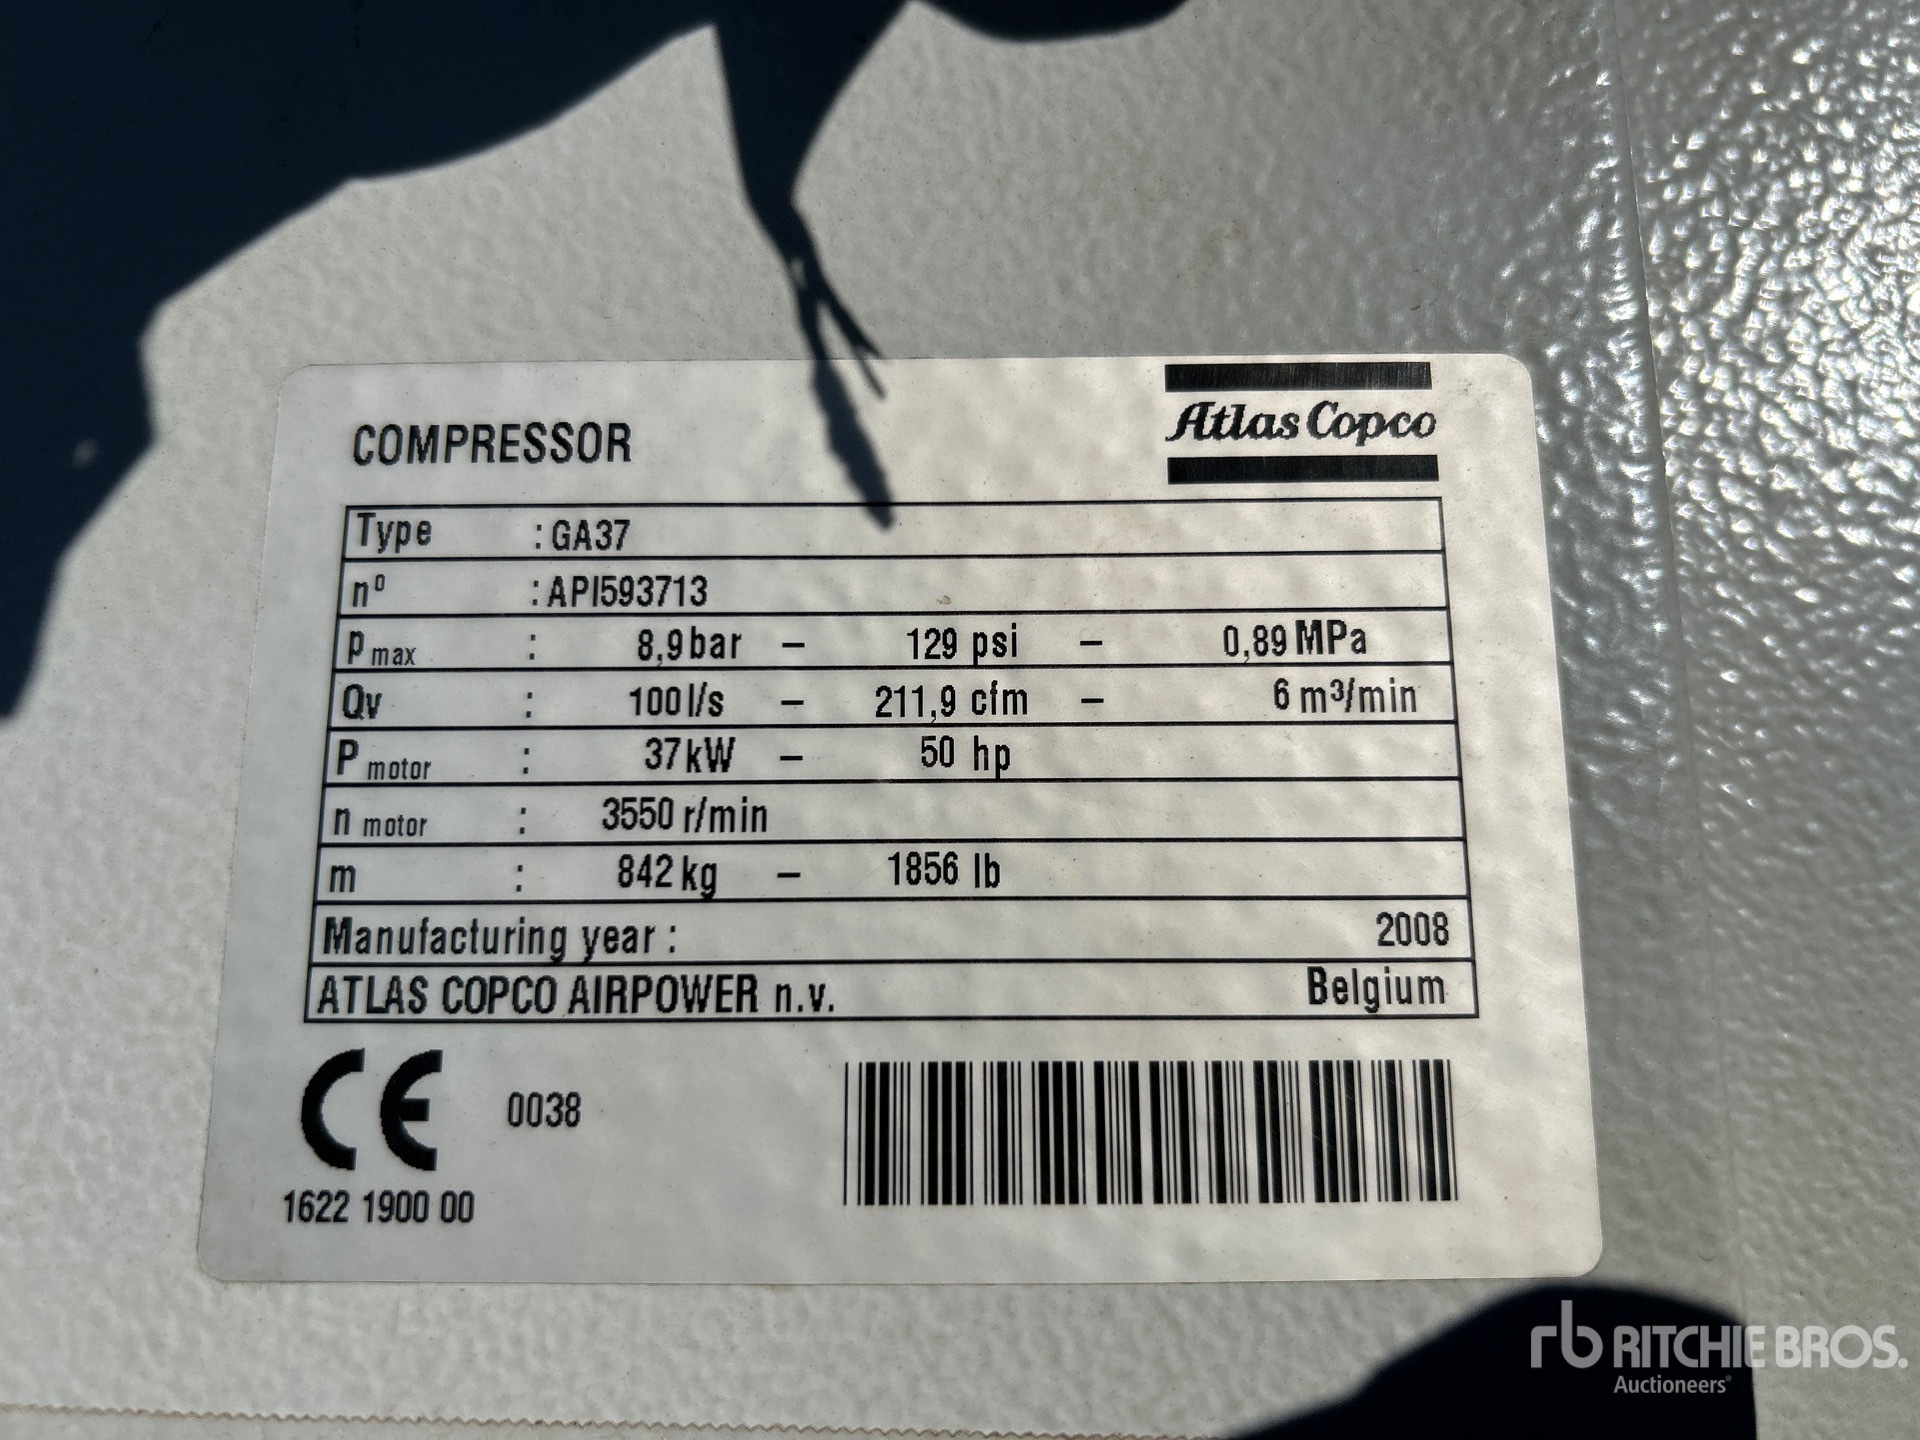 COMPRESSOR
Atlas Copco
Type : GA37
nº : API593713
p max : 8,9 bar – 129 psi – 0,89 MPa
Qv : 100 l/s – 211,9 cfm – 6 m³/min
P motor : 37 kW – 50 hp
n motor : 3550 r/min
m : 842 kg – 1856 lb
Manufacturing year : 2008
ATLAS COPCO AIRPOWER n.v. Belgium
CE 0038
1622 1900 00
rb RITCHIE BROS.
Auctioneers®